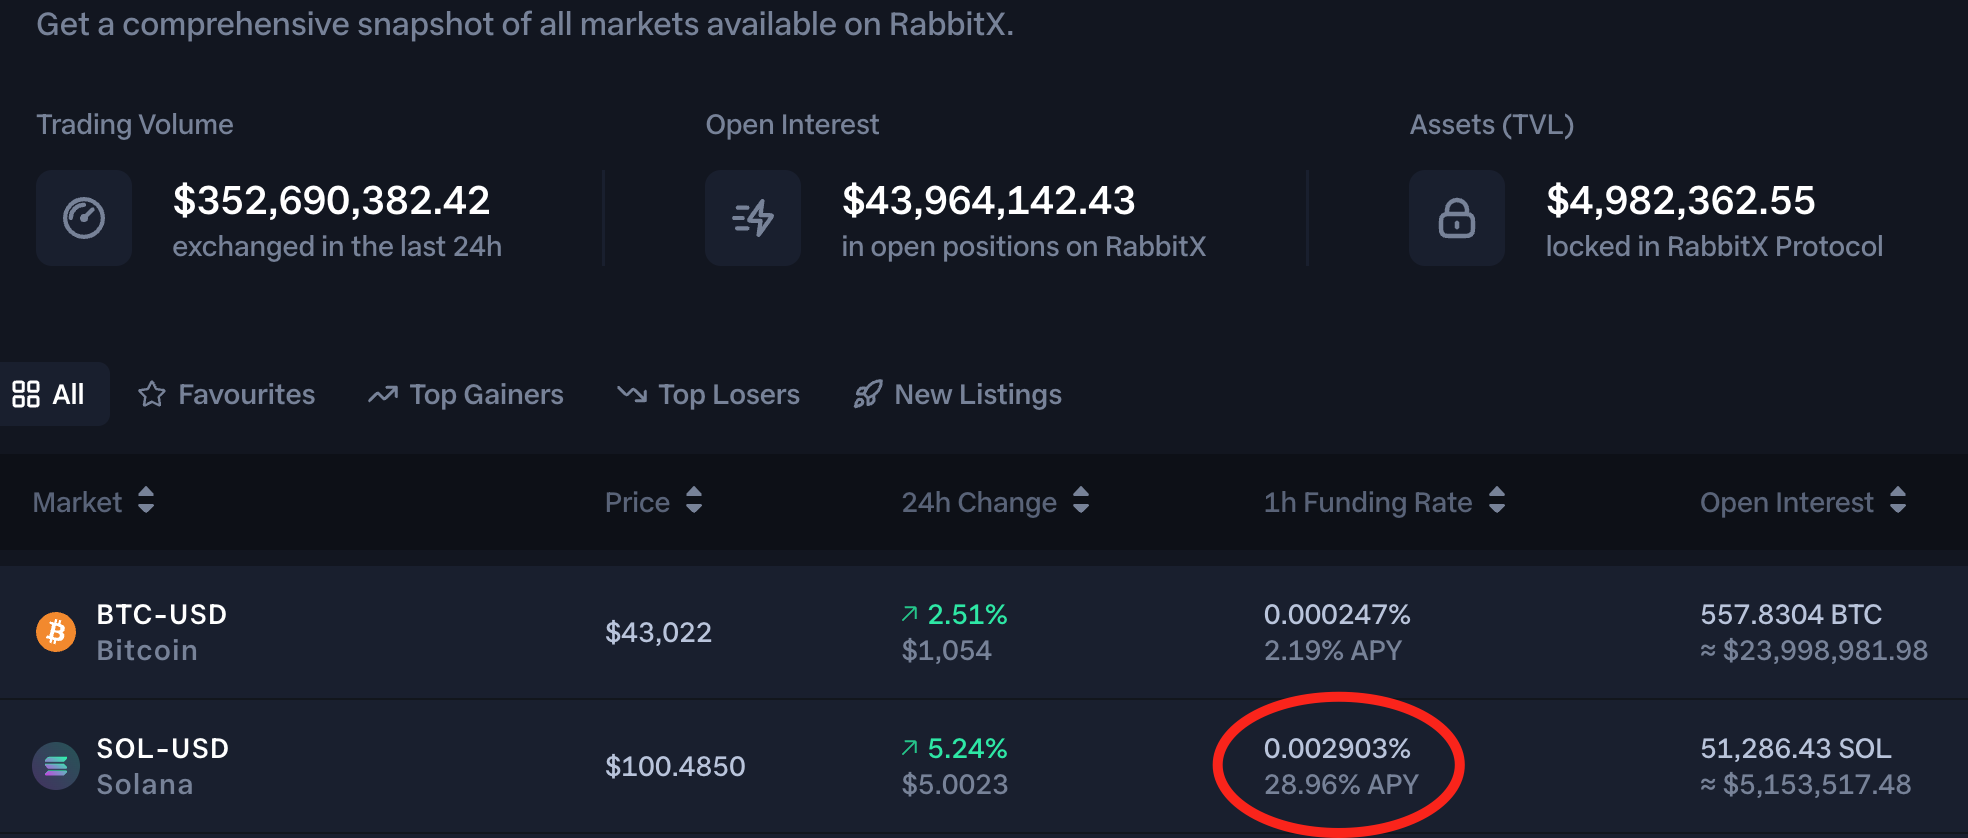 Get a comprehensive snapshot of all markets available on RabbitX.
Trading Volume
$352,690,382.42
exchanged in the last 24h
Open Interest
$43,964,142.43
in open positions on RabbitX
Assets (TVL)
$4,982,362.55
locked in RabbitX Protocol
All Favourites Top Gainers Top Losers New Listings
Market Price 24h Change 1h Funding Rate Open Interest
BTC-USD
Bitcoin
$43,022
2.51%
$1,054
0.000247%
2.19% APY
557.8304 BTC
≈ $23,998,981.98
SOL-USD
Solana
$100.4850
5.24%
$5.0023
0.002903%
28.96% APY
51,286.43 SOL
≈ $5,153,517.48